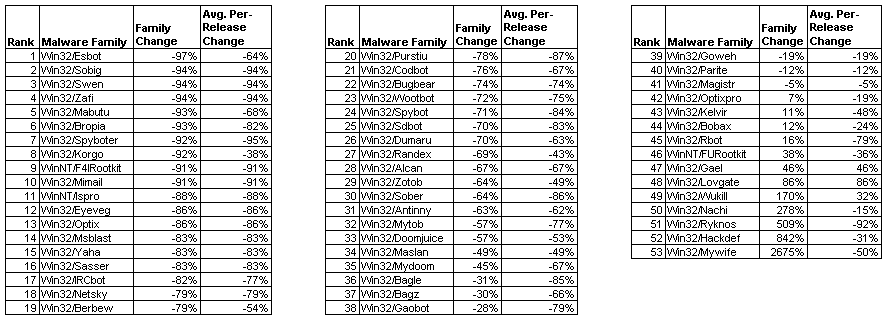 Rank Malware Family Family Change Avg. Per-Release Change
1 Win32/Esbot -97% -64%
2 Win32/Sobig -94% -94%
3 Win32/Swen -94% -94%
4 Win32/Zafi -94% -94%
5 Win32/Mabutu -93% -68%
6 Win32/Bropia -93% -82%
7 Win32/Spyboter -92% -95%
8 Win32/Korgo -92% -38%
9 WinNT/F4IRootkit -91% -91%
10 Win32/Mimail -91% -91%
11 WinNT/Ispro -88% -88%
12 Win32/Eyeveg -86% -86%
13 Win32/Optix -86% -86%
14 Win32/Msblast -83% -83%
15 Win32/Yaha -83% -83%
16 Win32/Sasser -83% -83%
17 Win32/IRCbot -82% -77%
18 Win32/Netsky -79% -79%
19 Win32/Berbew -79% -54%
Rank Malware Family Family Change Avg. Per-Release Change
20 Win32/Purstiu -78% -87%
21 Win32/Codbot -76% -67%
22 Win32/Bugbear -74% -74%
23 Win32/Wootbot -72% -75%
24 Win32/Spybot -71% -84%
25 Win32/Sdbot -70% -83%
26 Win32/Dumaru -70% -70%
27 Win32/Randex -69% -43%
28 Win32/Alcan -67% -67%
29 Win32/Zotob -64% -49%
30 Win32/Sober -64% -86%
31 Win32/Antinny -63% -62%
32 Win32/Mytob -57% -77%
33 Win32/Doomjuice -57% -53%
34 Win32/Maslan -49% -49%
35 Win32/Mydoom -45% -67%
36 Win32/Bagle -31% -85%
37 Win32/Bagz -30% -66%
38 Win32/Gaobot -28% -79%
Rank Malware Family Family Change Avg. Per-Release Change
39 Win32/Goweh -19% -19%
40 Win32/Parite -12% -12%
41 Win32/Magistr -5% -5%
42 Win32/Optixpro 7% -19%
43 Win32/Kelvir 11% -48%
44 Win32/Bobax 12% -24%
45 Win32/Rbot 16% -79%
46 WinNT/FURootkit 38% -36%
47 Win32/Gael 46% 46%
48 Win32/Lovgate 86% 86%
49 Win32/Wukill 170% 32%
50 Win32/Nachi 278% -15%
51 Win32/Ryknos 509% -92%
52 Win32/Hackdef 842% -31%
53 Win32/Mywife 2675% -50%